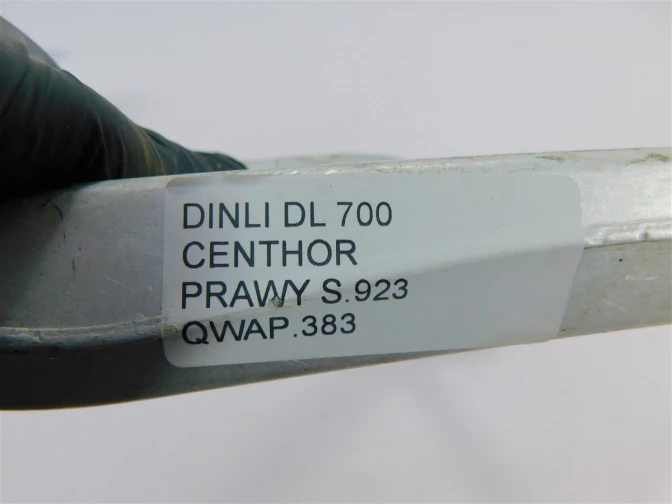 DINLI DL 700
CENTHOR
PRAWY S.923
QWAP.383